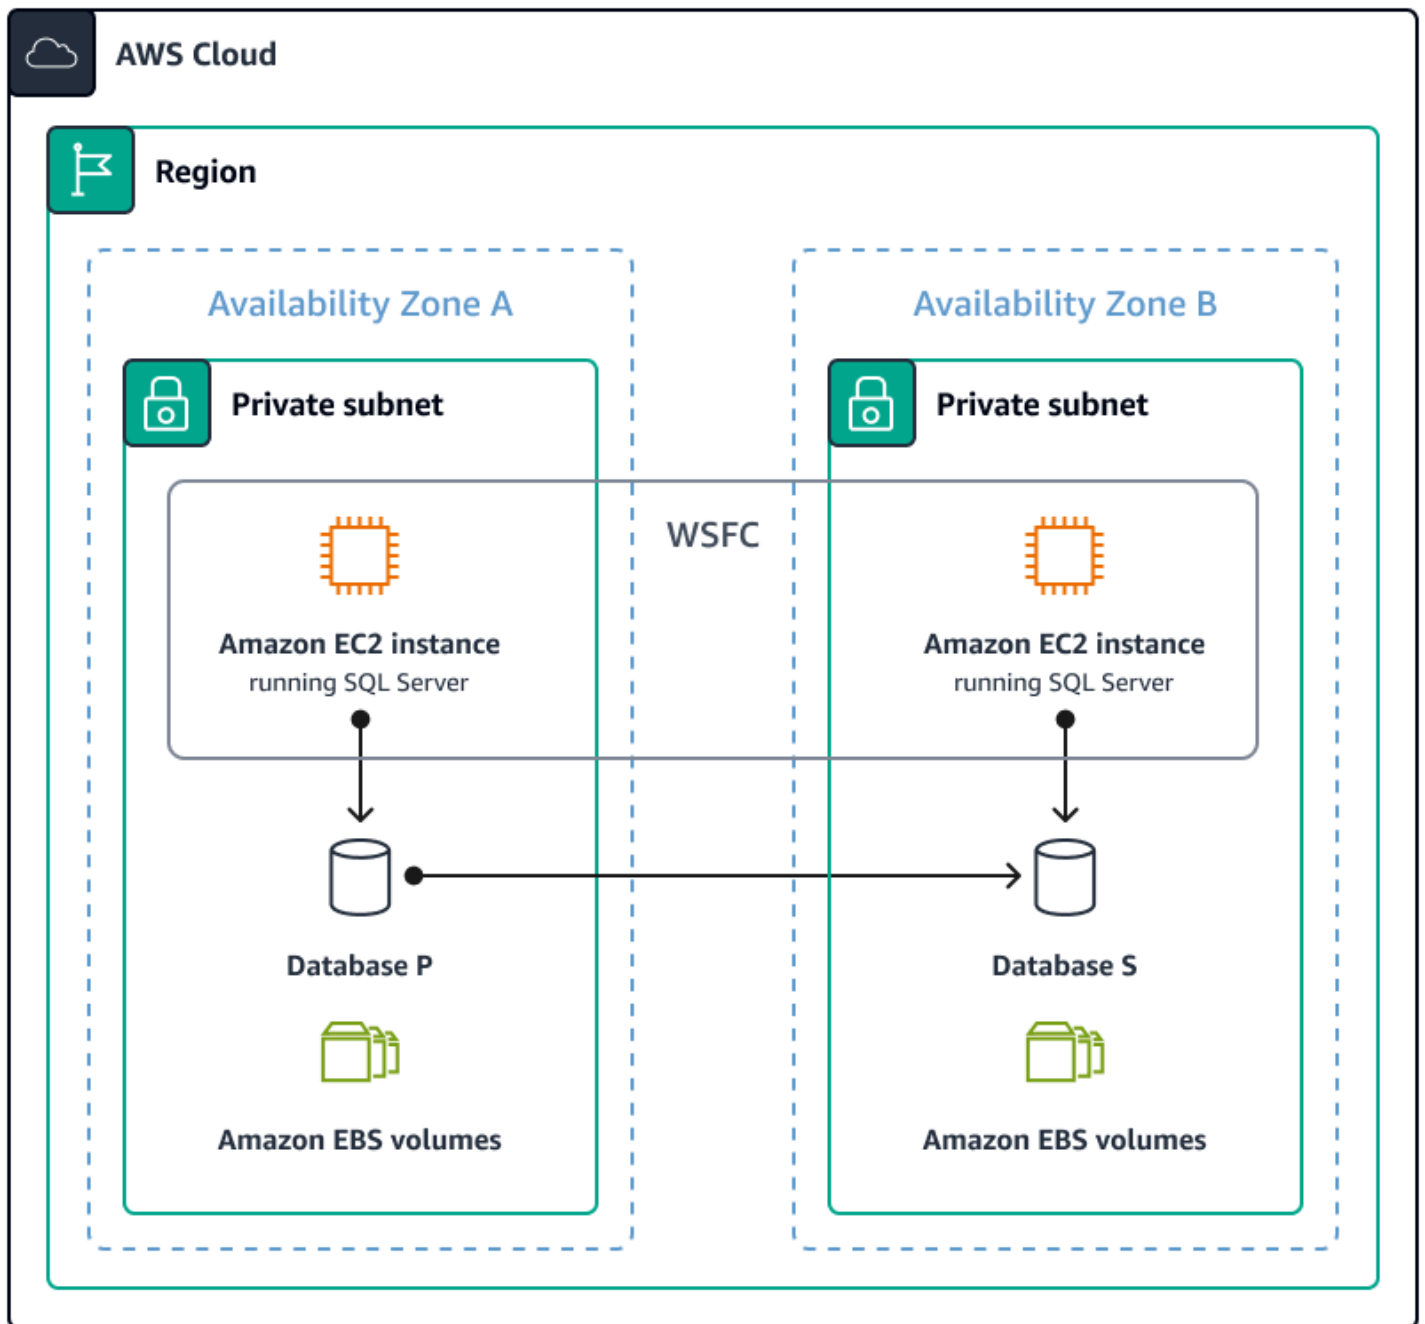 AWS Cloud
Region
Availability Zone A
Private subnet
Amazon EC2 instance
running SQL Server
Database P
Amazon EBS volumes
WSFC
Availability Zone B
Private subnet
Amazon EC2 instance
running SQL Server
Database S
Amazon EBS volumes